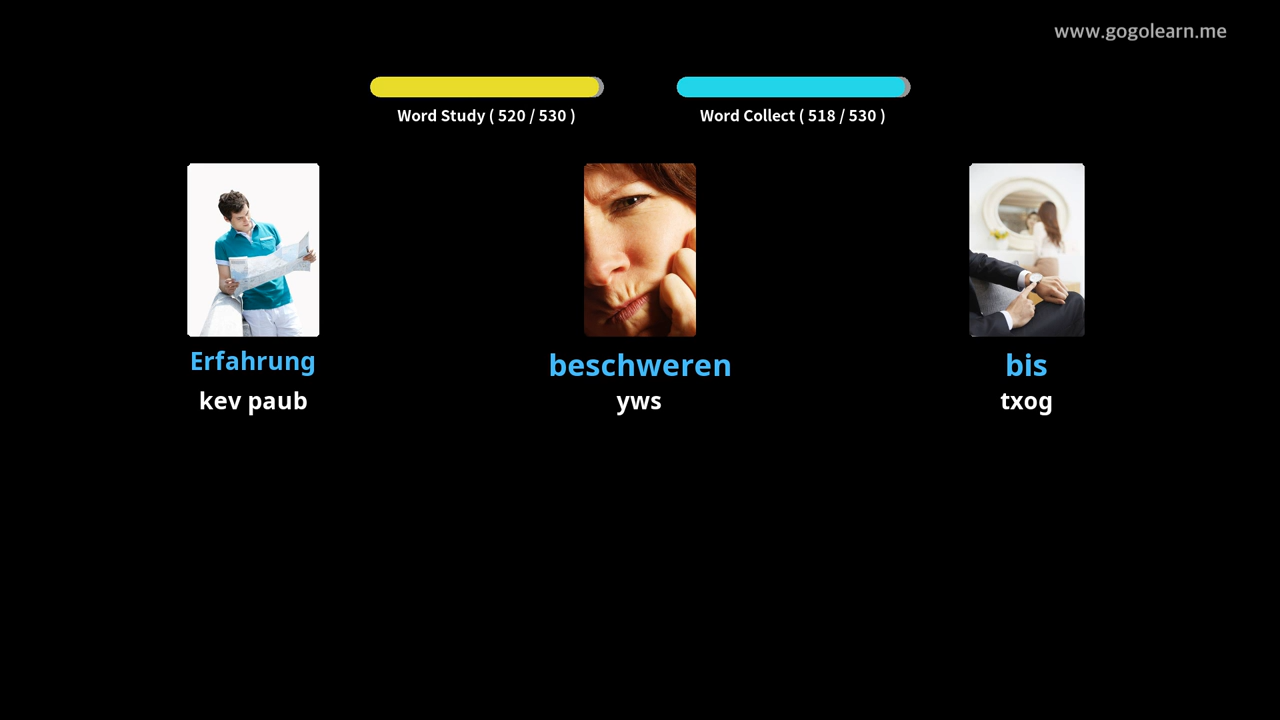 www.gogolearn.me
Word Study ( 520 / 530 )
Word Collect ( 518 / 530 )
Erfahrung
kev paub
beschweren
yws
bis
txog